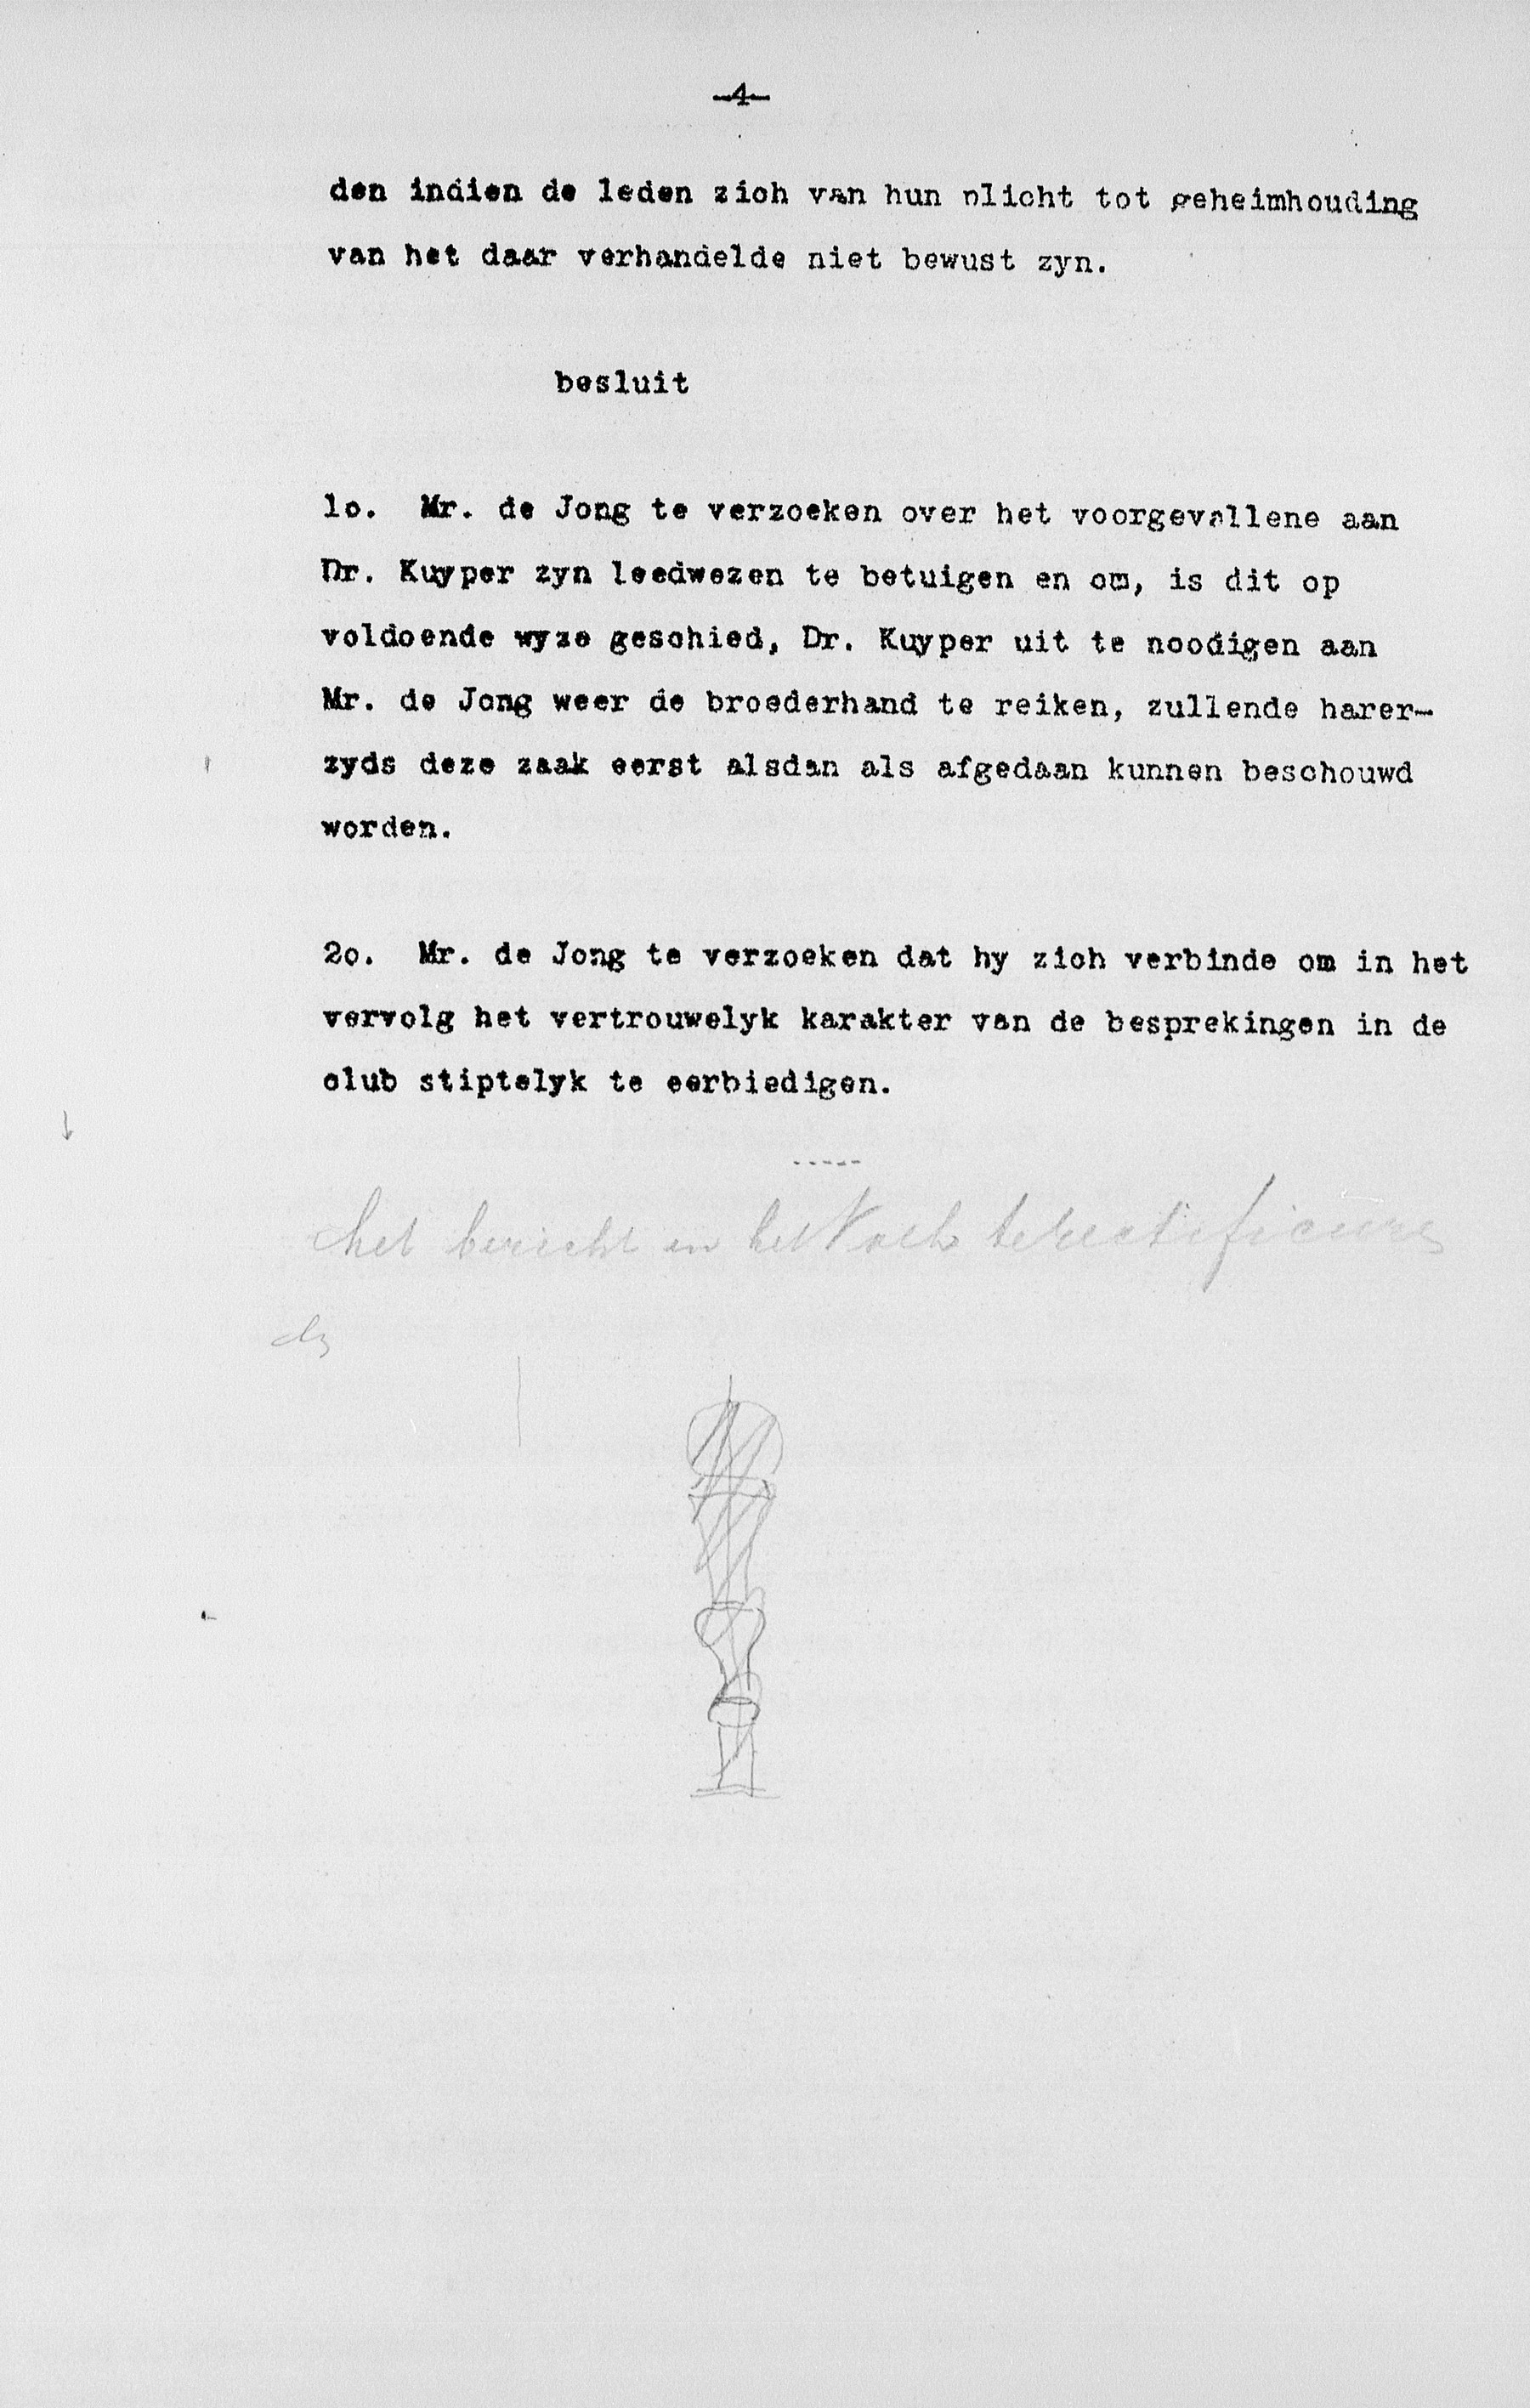 -4-
den indien de leden zich van hun plicht tot geheimhouding
van het daar verhandelde niet bewust zyn.
besluit
1o. Mr. de Jong te verzoeken over het voorgevallene aan
Dr. Kuyper zyn leedwezen te betuigen en om, is dit op
voldoende wyze geschied, Dr. Kuyper uit te noodigen aan
Mr. de Jong weer de broederhand te reiken, zullende harer-
zyds deze zaak eerst alsdan als afgedaan kunnen beschouwd
worden.
2o. Mr. de Jong te verzoeken dat hy zich verbinde om in het
vervolg het vertrouwelyk karakter van de besprekingen in de
club stiptelyk te eerbiedigen.
-----
het bericht in het Volk te rectificeeren